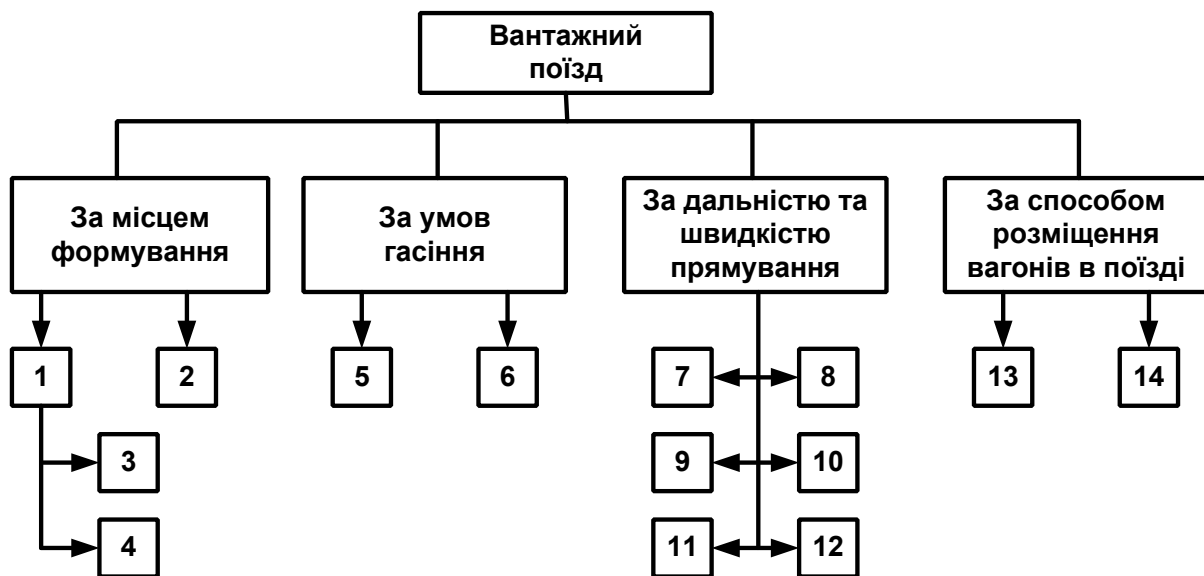 Вантажний
поїзд
За місцем
формування
За умов
гасіння
За дальністю та
швидкістю
прямування
За способом
розміщення
вагонів в поїзді
1
2
5
6
7
8
13
14
3
9
10
4
11
12